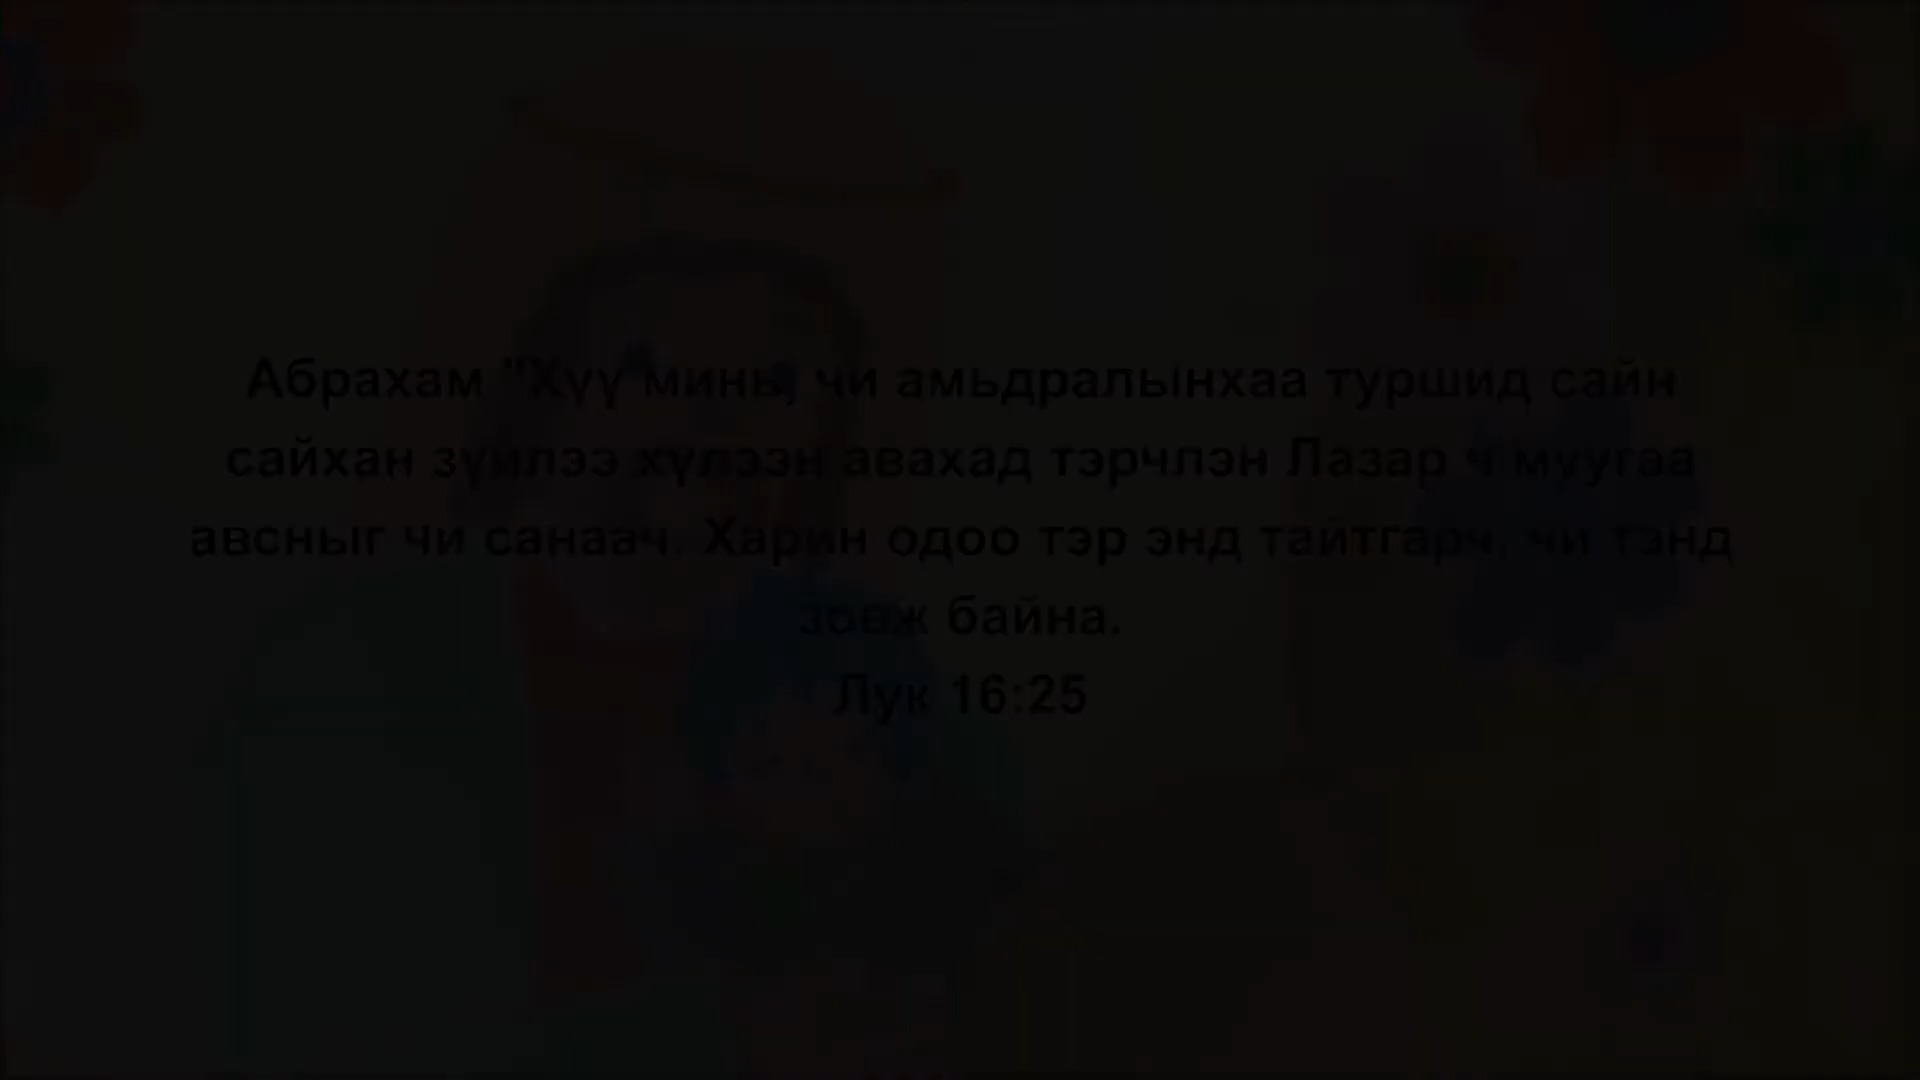 Абрахам "Хүү минь, чи амьдралынхаа туршид сайн
сайхан зүйлээ хүлээн авахад тэрчлэн Лазар ч муугаа
авсныг чи санаач. Харин одоо тэр энд тайтгарч, чи тэнд
зовж байна.
Лук 16:25